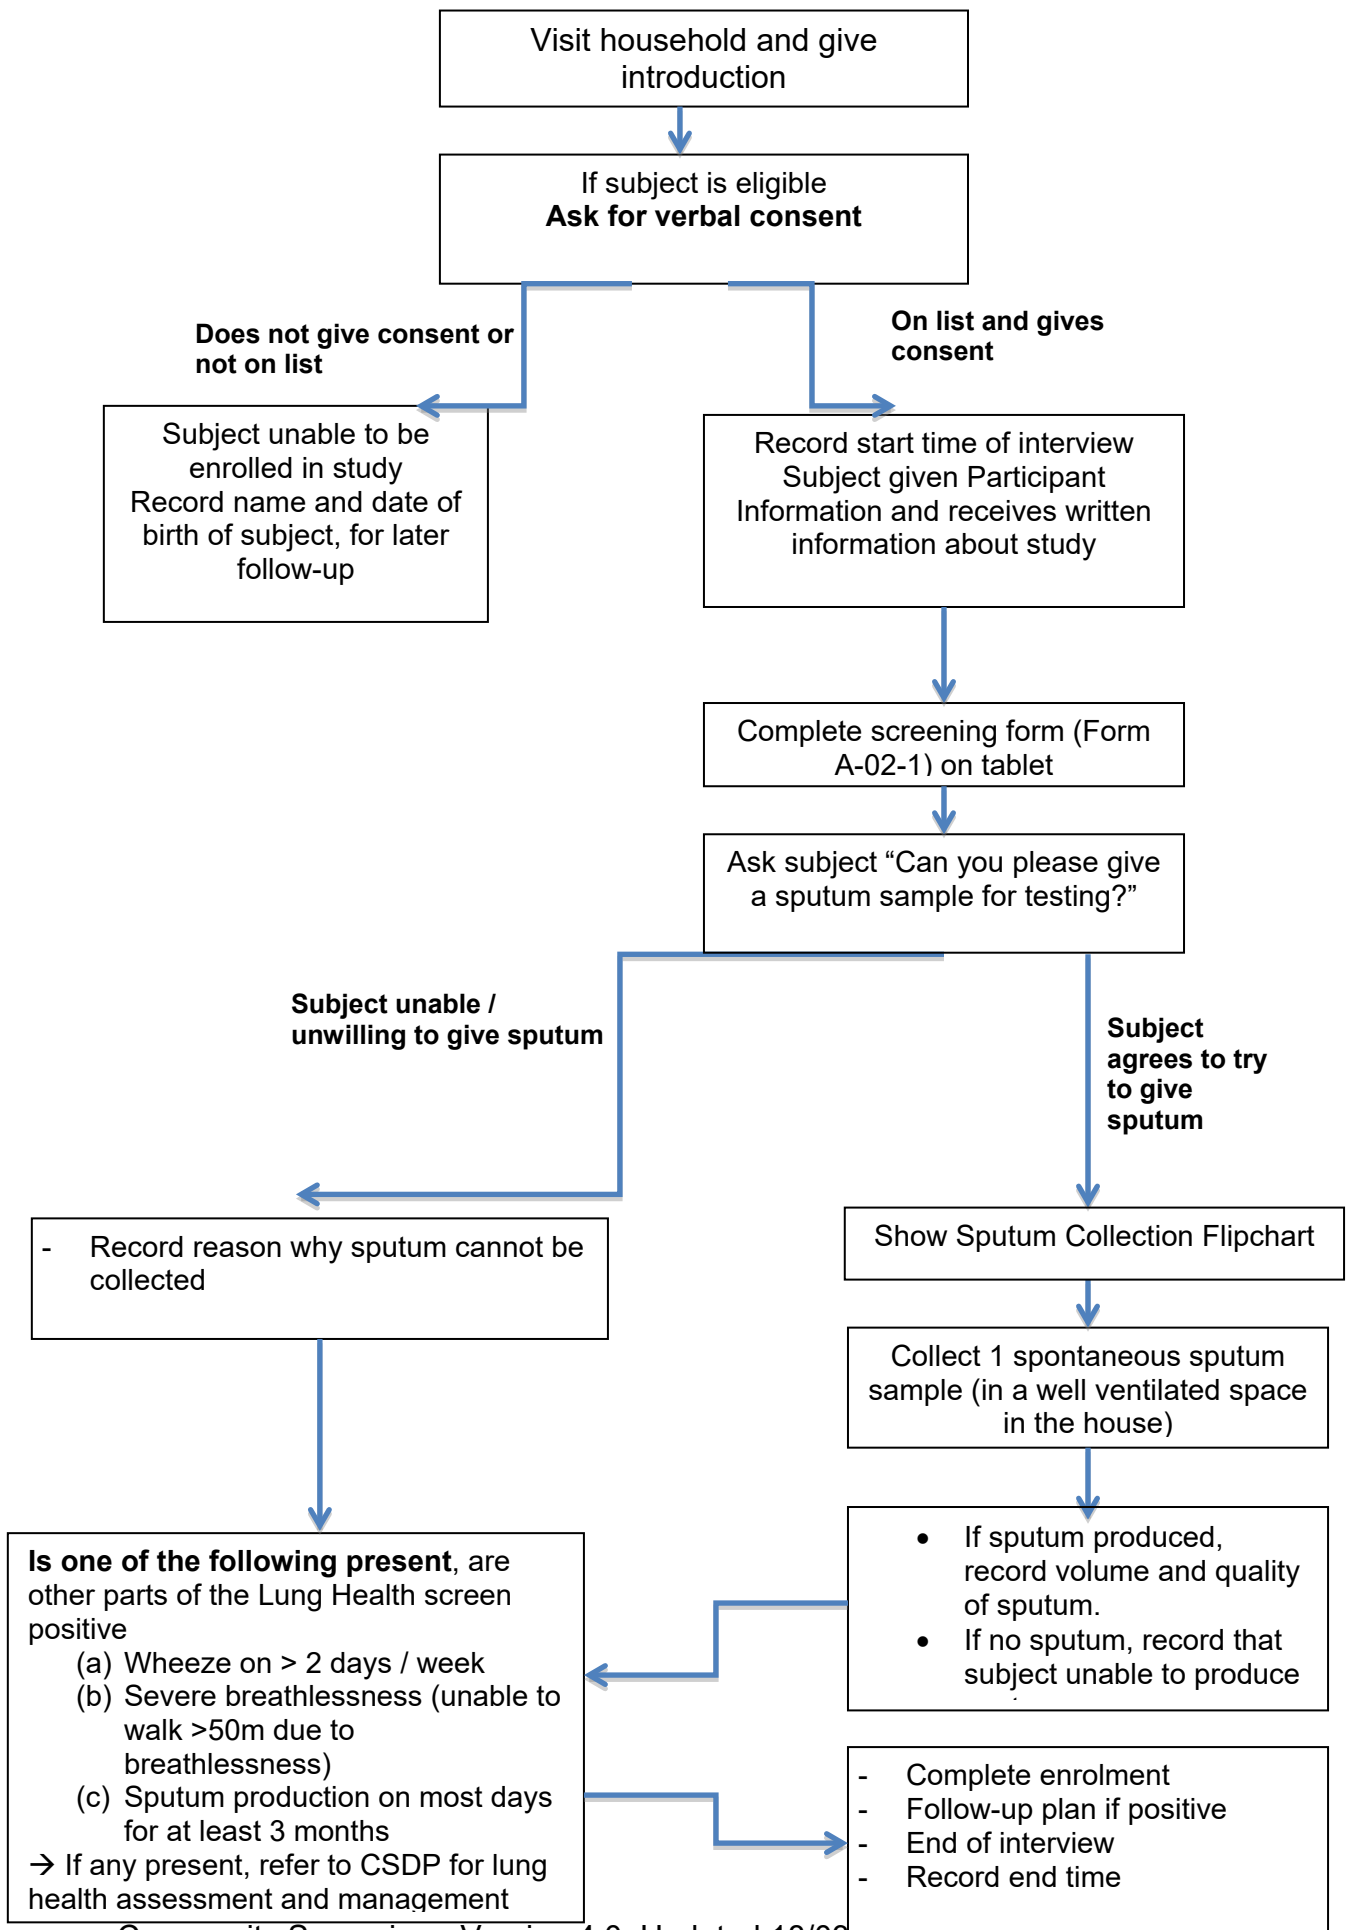 Visit household and give
introduction
If subject is eligible
Ask for verbal consent
Does not give consent or
not on list
On list and gives
consent
Subject unable to be
enrolled in study
Record name and date of
birth of subject, for later
follow-up
Record start time of interview
Subject given Participant
Information and receives written
information about study
Complete screening form (Form
A-02-1) on tablet
Ask subject “Can you please give
a sputum sample for testing?”
Subject unable /
unwilling to give sputum
Subject
agrees to try
to give
sputum
- Record reason why sputum cannot be
collected
Show Sputum Collection Flipchart
Collect 1 spontaneous sputum
sample (in a well ventilated space
in the house)
• If sputum produced,
record volume and quality
of sputum.
• If no sputum, record that
subject unable to produce
Is one of the following present, are
other parts of the Lung Health screen
positive
(a) Wheeze on > 2 days / week
(b) Severe breathlessness (unable to
walk >50m due to
breathlessness)
(c) Sputum production on most days
for at least 3 months
→ If any present, refer to CSDP for lung
health assessment and management
- Complete enrolment
- Follow-up plan if positive
- End of interview
- Record end time